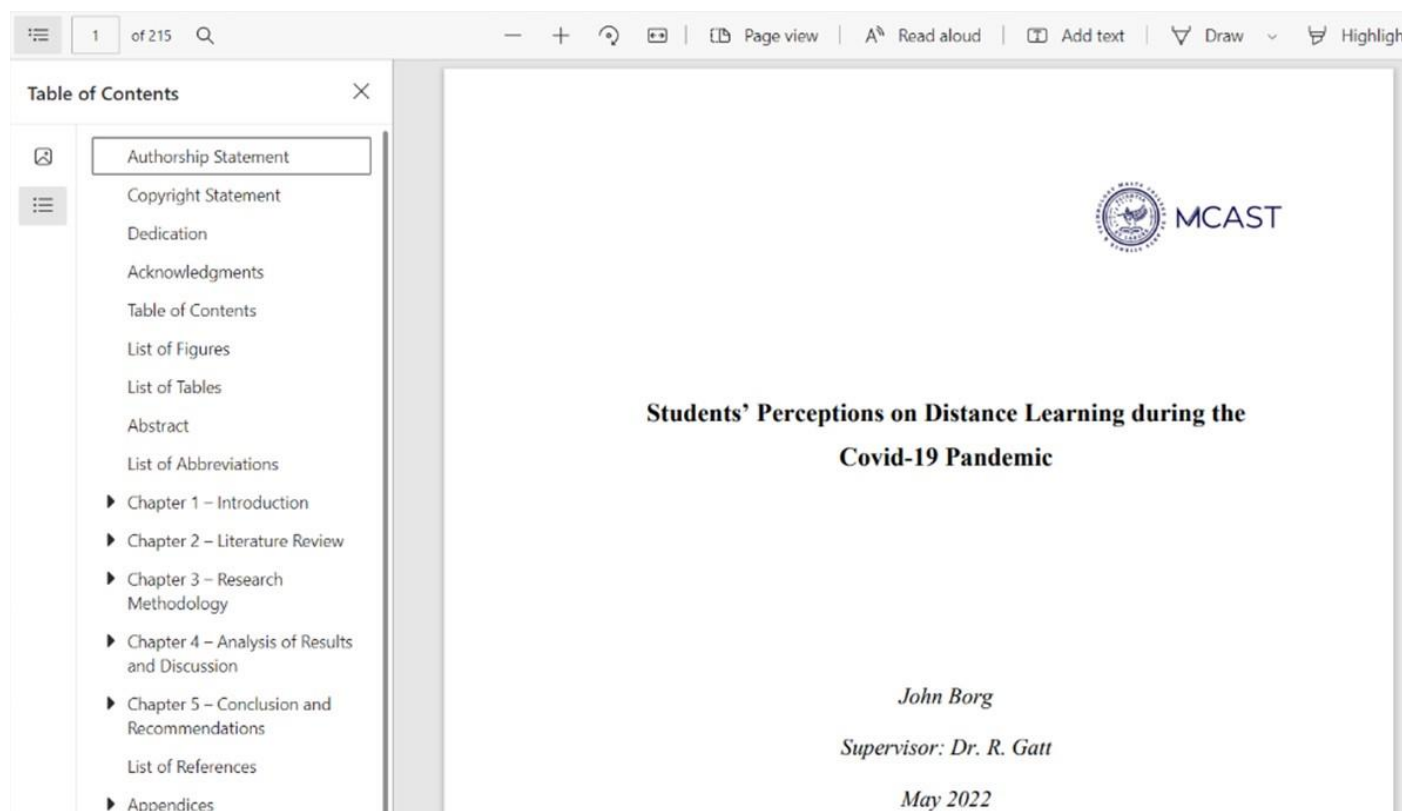 1 of 215 Page view Read aloud Add text Draw Highligh
Table of Contents
Authorship Statement
Copyright Statement
Dedication
Acknowledgments
Table of Contents
List of Figures
List of Tables
Abstract
List of Abbreviations
Chapter 1 – Introduction
Chapter 2 – Literature Review
Chapter 3 – Research
Methodology
Chapter 4 – Analysis of Results
and Discussion
Chapter 5 – Conclusion and
Recommendations
List of References
Appendices
MCAST
Students’ Perceptions on Distance Learning during the
Covid-19 Pandemic
John Borg
Supervisor: Dr. R. Gatt
May 2022